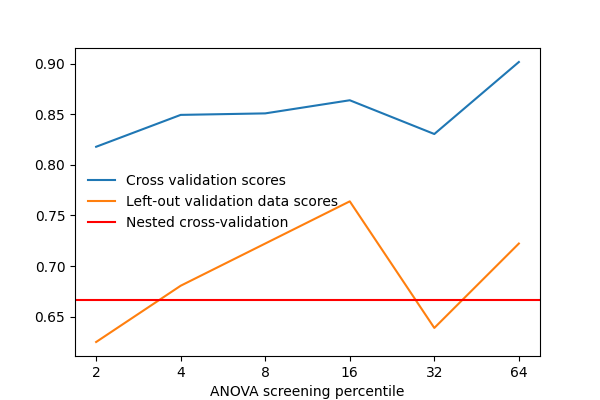 0.90
0.85
0.80
0.75
0.70
0.65
Cross validation scores
Left-out validation data scores
Nested cross-validation
2 4 8 16 32 64
ANOVA screening percentile